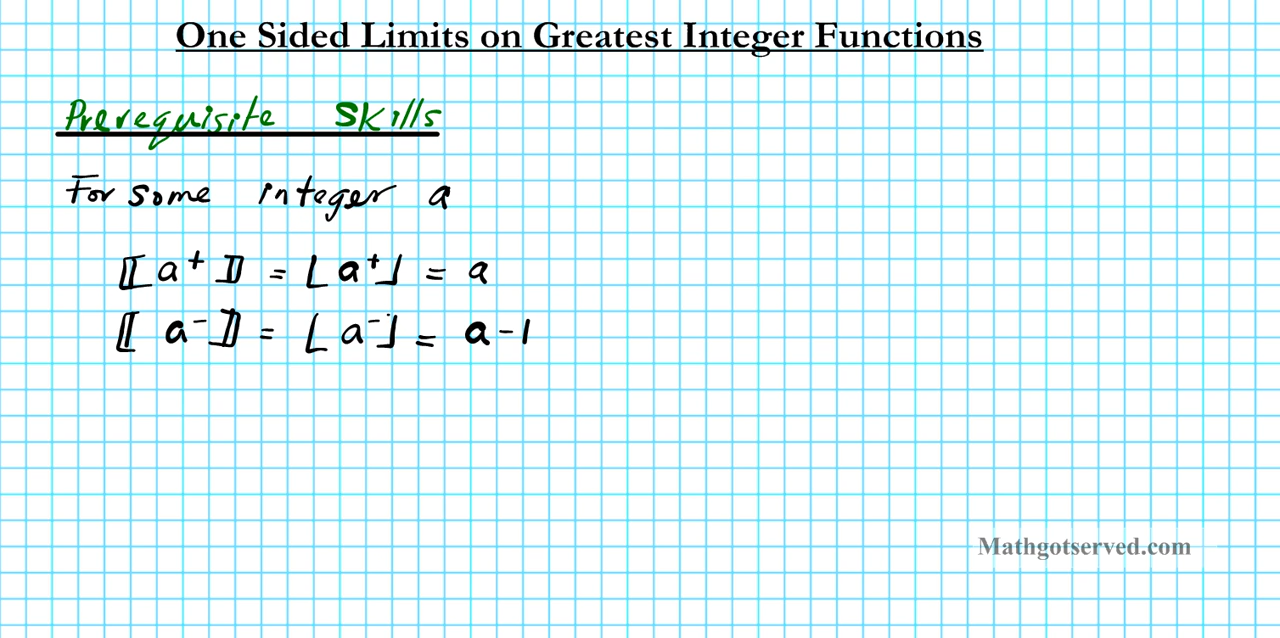 One Sided Limits on Greatest Integer Functions
Prerequisite Skills
For some integer a
⟦a⁺⟧ = ⌊a⁺⌋ = a
⟦a⁻⟧ = ⌊a⁻⌋ = a-1
Mathgotserved.com